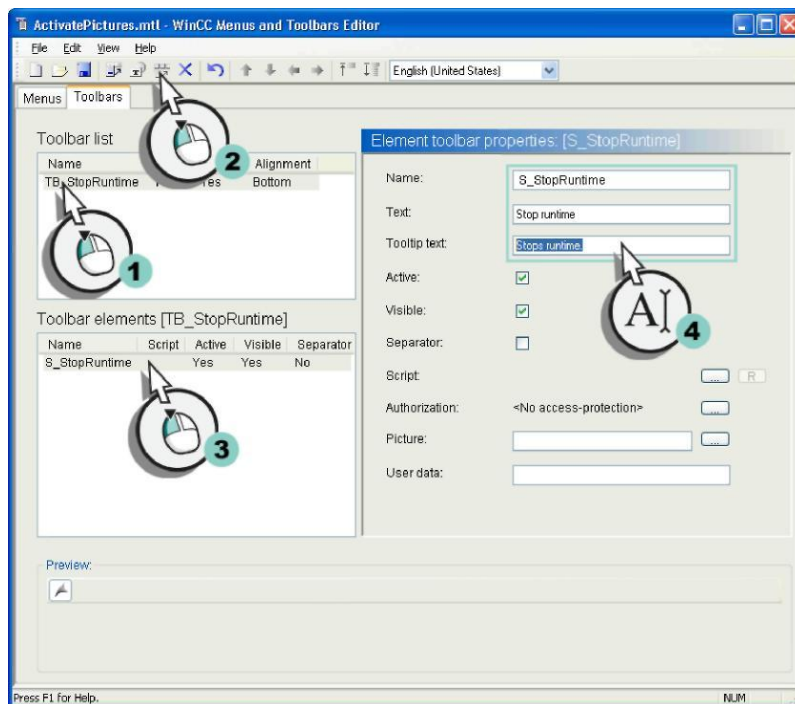 ActivatePictures.mtl - WinCC Menus and Toolbars Editor
File Edit View Help
English (United States)
Menus Toolbars
Toolbar list
Name Alignment
TB_StopRuntime Yes Bottom
2
1
Toolbar elements [TB_StopRuntime]
Name Script Active Visible Separator
S_StopRuntime Yes Yes No
3
Element toolbar properties: [S_StopRuntime]
Name: S_StopRuntime
Text: Stop runtime
Tooltip text: Stops runtime.
Active:
Visible:
Separator:
Script: ... R
Authorization: <No access-protection> ...
Picture: ...
User data:
A
4
Preview:
Press F1 for Help. NUM